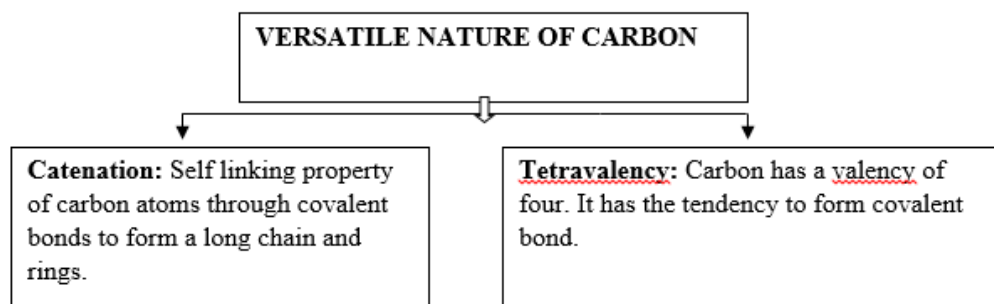 VERSATILE NATURE OF CARBON
Catenation: Self linking property
of carbon atoms through covalent
bonds to form a long chain and
rings.
Tetravalency: Carbon has a valency of
four. It has the tendency to form covalent
bond.